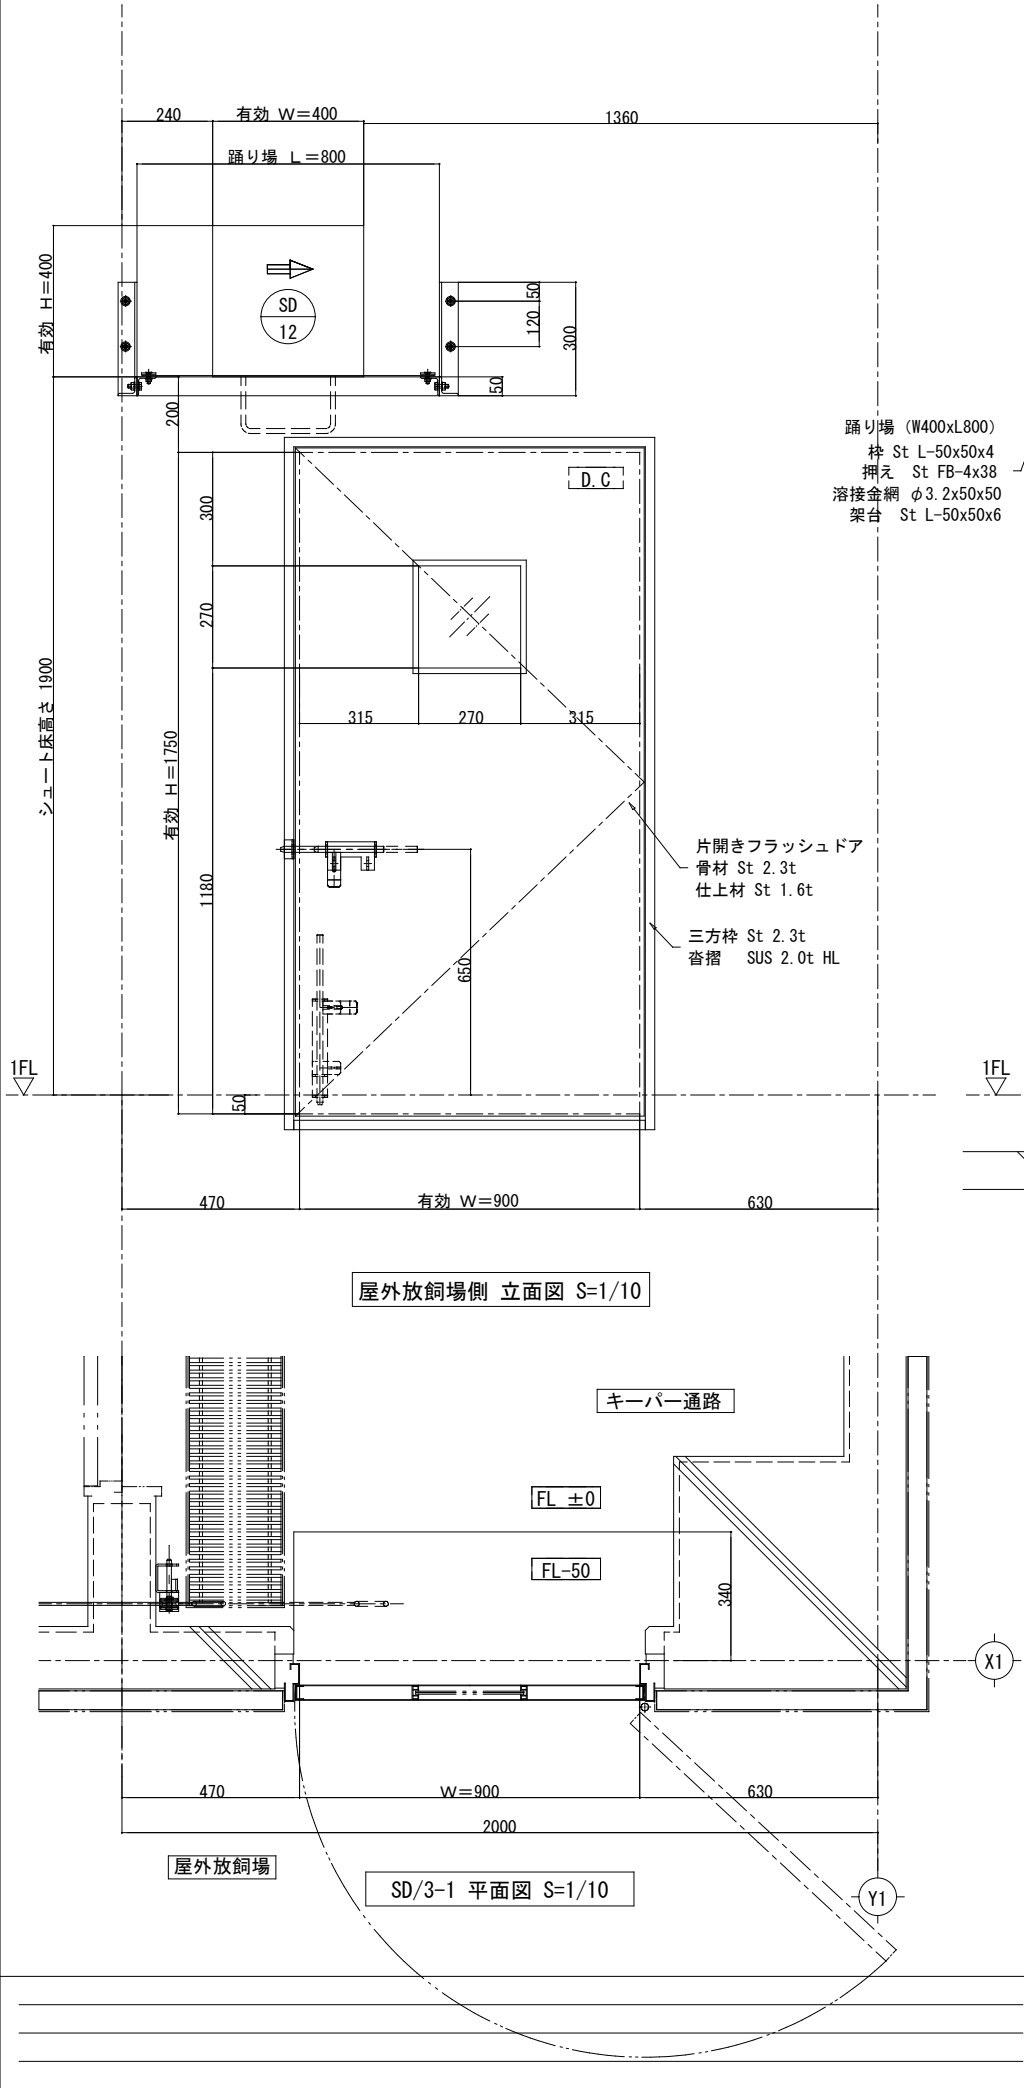 240
有効 W=400
1360
踊り場 L=800
有効 H=400
SD
12
50
120
300
50
200
踊り場 (W400xL800)
枠 St L-50x50x4
押え St FB-4x38
溶接金網 φ3.2x50x50
架台 St L-50x50x6
D.C
300
270
315
270
315
シュート床高さ 1900
有効 H=1750
1180
片開きフラッシュドア
骨材 St 2.3t
仕上材 St 1.6t
三方枠 St 2.3t
沓摺 SUS 2.0t HL
650
1FL
1FL
50
470
有効 W=900
630
屋外放飼場側 立面図 S=1/10
キーパー通路
FL ±0
FL-50
340
X1
470
W=900
630
2000
屋外放飼場
SD/3-1 平面図 S=1/10
Y1